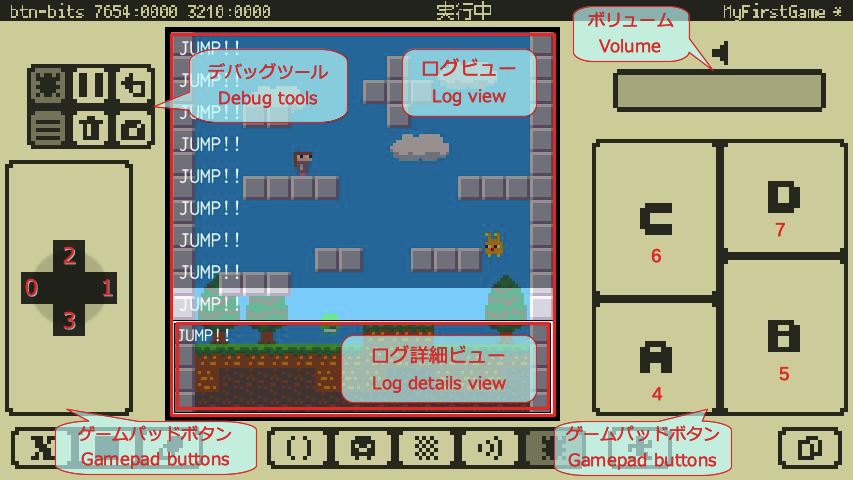 btn-bits 7654:0000 3210:0000
実行中
MyFirstGame *
ボリューム
Volume
デバッグツール
Debug tools
ログビュー
Log view
JUMP!!
JUMP!!
JUMP!!
JUMP!!
JUMP!!
JUMP!!
JUMP!!
JUMP!!
JUMP!!
JUMP!!
ログ詳細ビュー
Log details view
2
0
1
3
C
6
D
7
A
4
B
5
ゲームパッドボタン
Gamepad buttons
X
( )
ゲームパッドボタン
Gamepad buttons